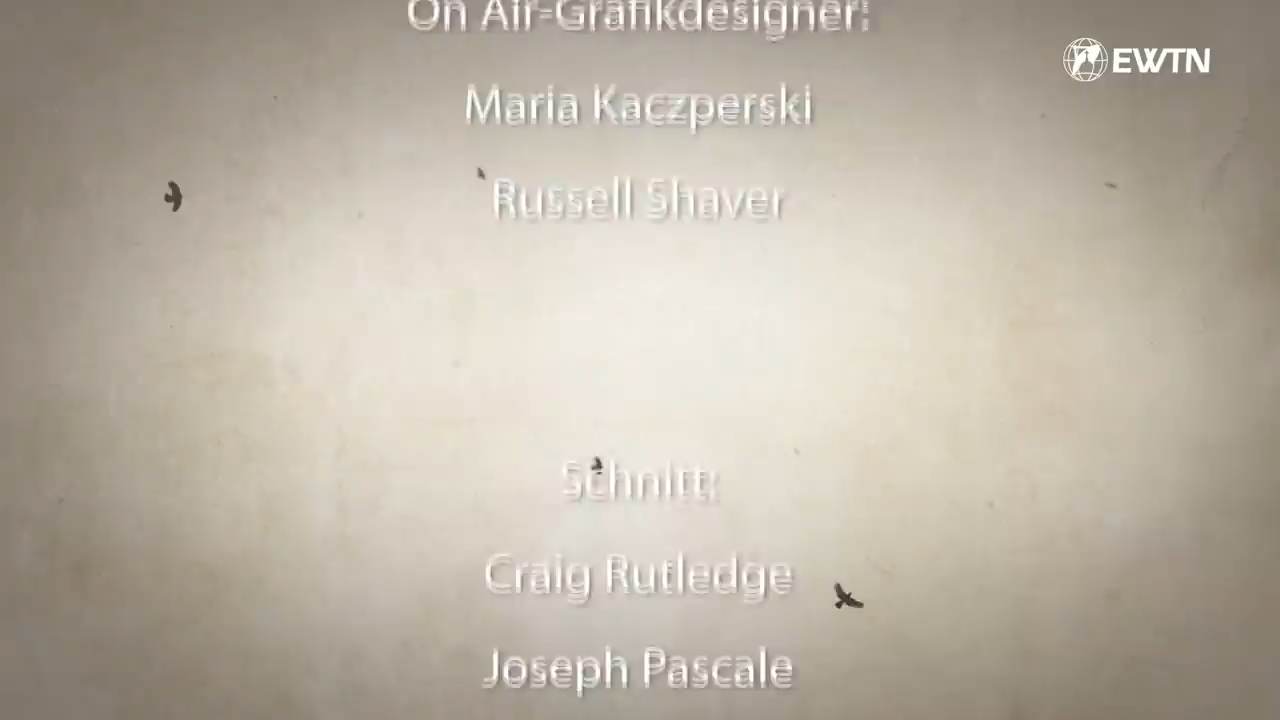 On Air-Grafikdesigner:
EWTN
Maria Kaczperski
Russell Shaver
Schnitt:
Craig Rutledge
Joseph Pascale